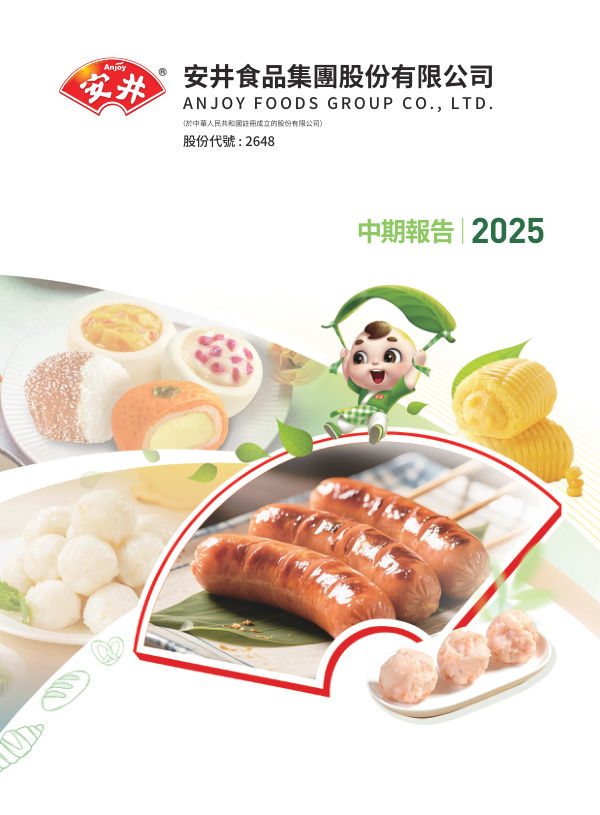 Anjoy
安井
®
安井食品集團股份有限公司
ANJOY FOODS GROUP CO., LTD.
(於中華人民共和國註冊成立的股份有限公司)
股份代號 : 2648
中期報告 2025